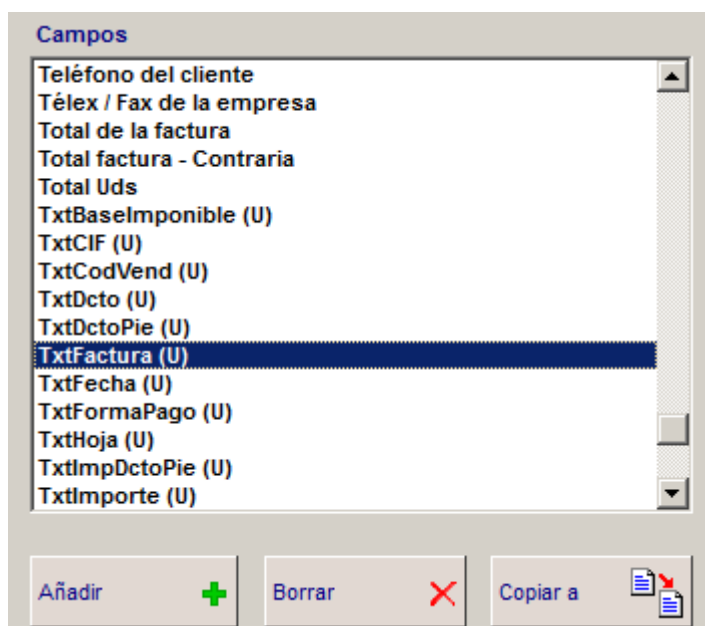 Campos
Teléfono del cliente
Télex / Fax de la empresa
Total de la factura
Total factura - Contraria
Total Uds
TxtBaseImponible (U)
TxtCIF (U)
TxtCodVend (U)
TxtDcto (U)
TxtDctoPie (U)
TxtFactura (U)
TxtFecha (U)
TxtFormaPago (U)
TxtHoja (U)
TxtImpDctoPie (U)
TxtImporte (U)
Añadir
Borrar
Copiar a